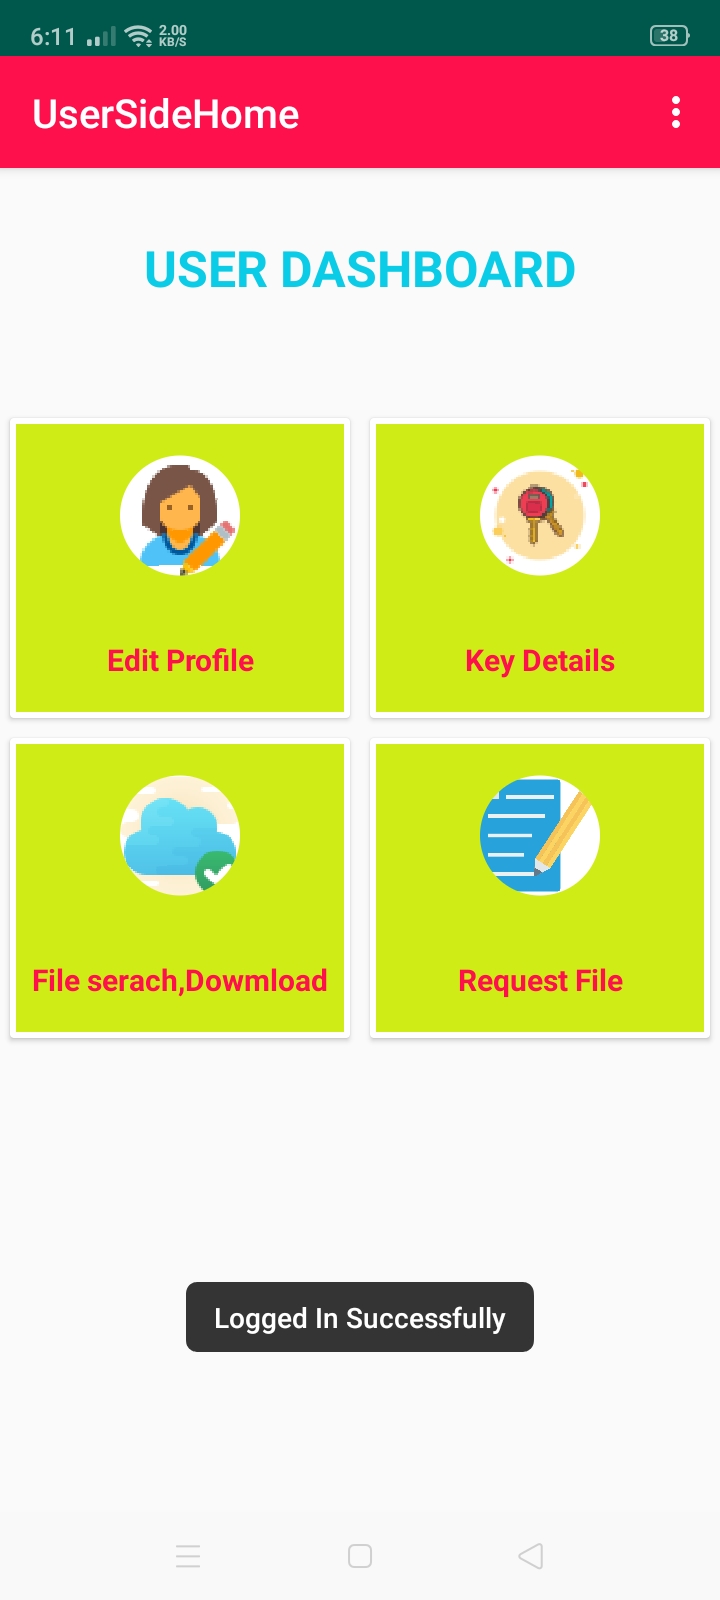 6:11 2.00 KB/S 38
UserSideHome
USER DASHBOARD
Edit Profile
Key Details
File serach,Dowmload
Request File
Logged In Successfully